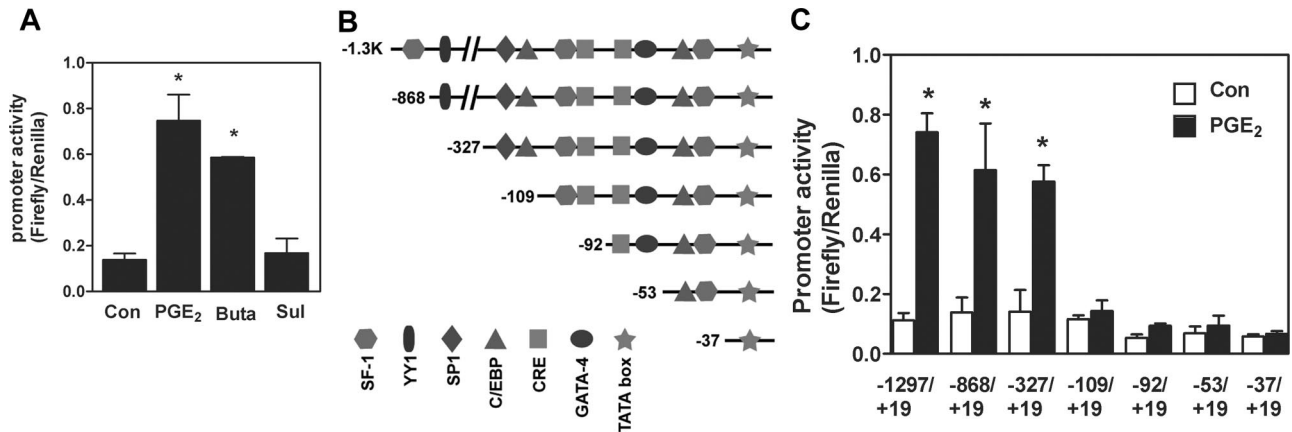 A
promoter activity
(Firefly/Renilla)
1.0
0.8
0.6
0.4
0.2
0.0
*
*
Con
PGE₂
Buta
Sul
B
-1.3K
-868
-327
-109
-92
-53
-37
SF-1
YY1
SP1
C/EBP
CRE
GATA-4
TATA box
C
Promoter activity
(Firefly/Renilla)
1.0
0.8
0.6
0.4
0.2
0.0
*
*
*
Con
PGE₂
-1297/
+19
-868/
+19
-327/
+19
-109/
+19
-92/
+19
-53/
+19
-37/
+19